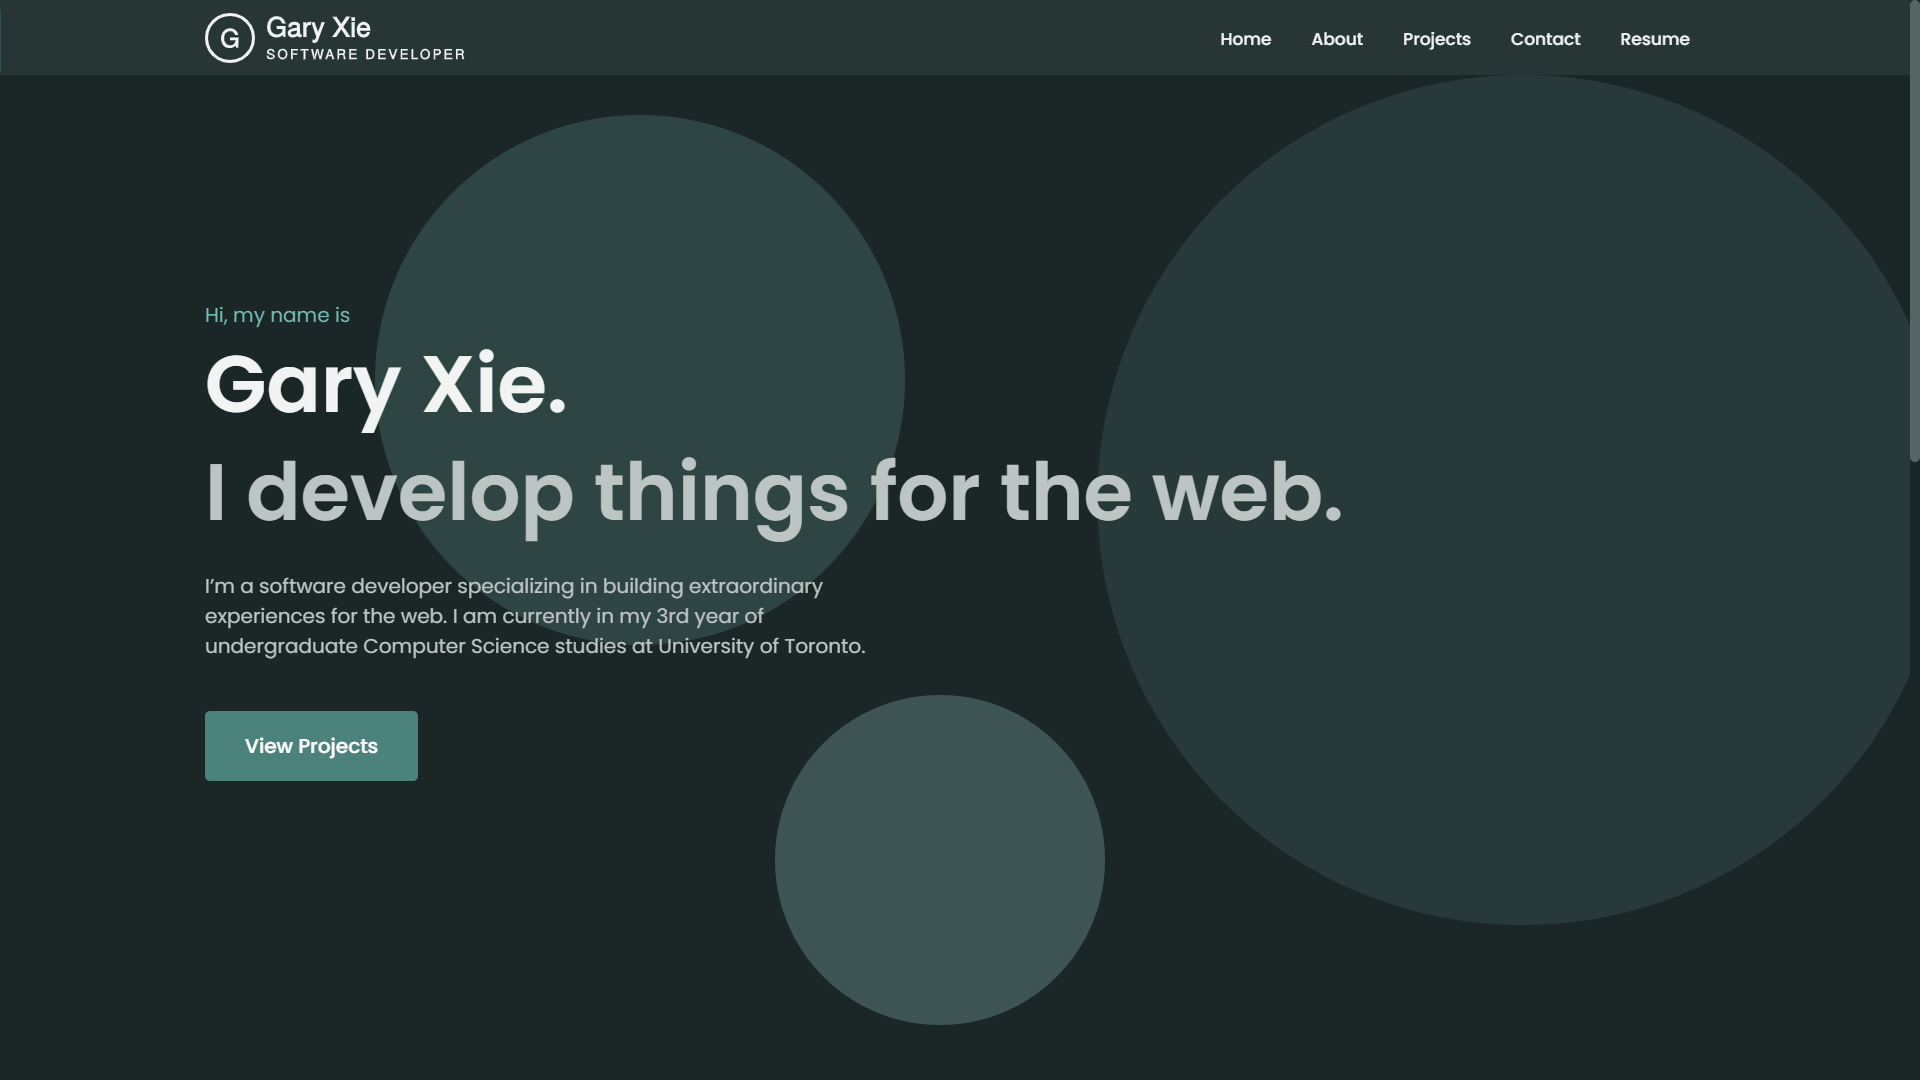 G
Gary Xie
SOFTWARE DEVELOPER
Home About Projects Contact Resume
Hi, my name is
Gary Xie.
I develop things for the web.
I’m a software developer specializing in building extraordinary
experiences for the web. I am currently in my 3rd year of
undergraduate Computer Science studies at University of Toronto.
View Projects